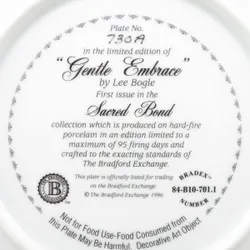 Plate No.
730A
in the limited edition of
"Gentle Embrace"
by Lee Bogle
First issue in the
Sacred Bond
collection which is produced on hard-fire
porcelain in an edition limited to a
maximum of 95 firing days and
crafted to the exacting standards of
The Bradford Exchange.
This plate is officially listed for trading
on the Bradford Exchange
© The Bradford Exchange 1996
B
BRADEX
84-B10-701.1
NUMBER
Not for Food Use-Food Consumed from
this Plate May Be Harmful. Decorative Art Object